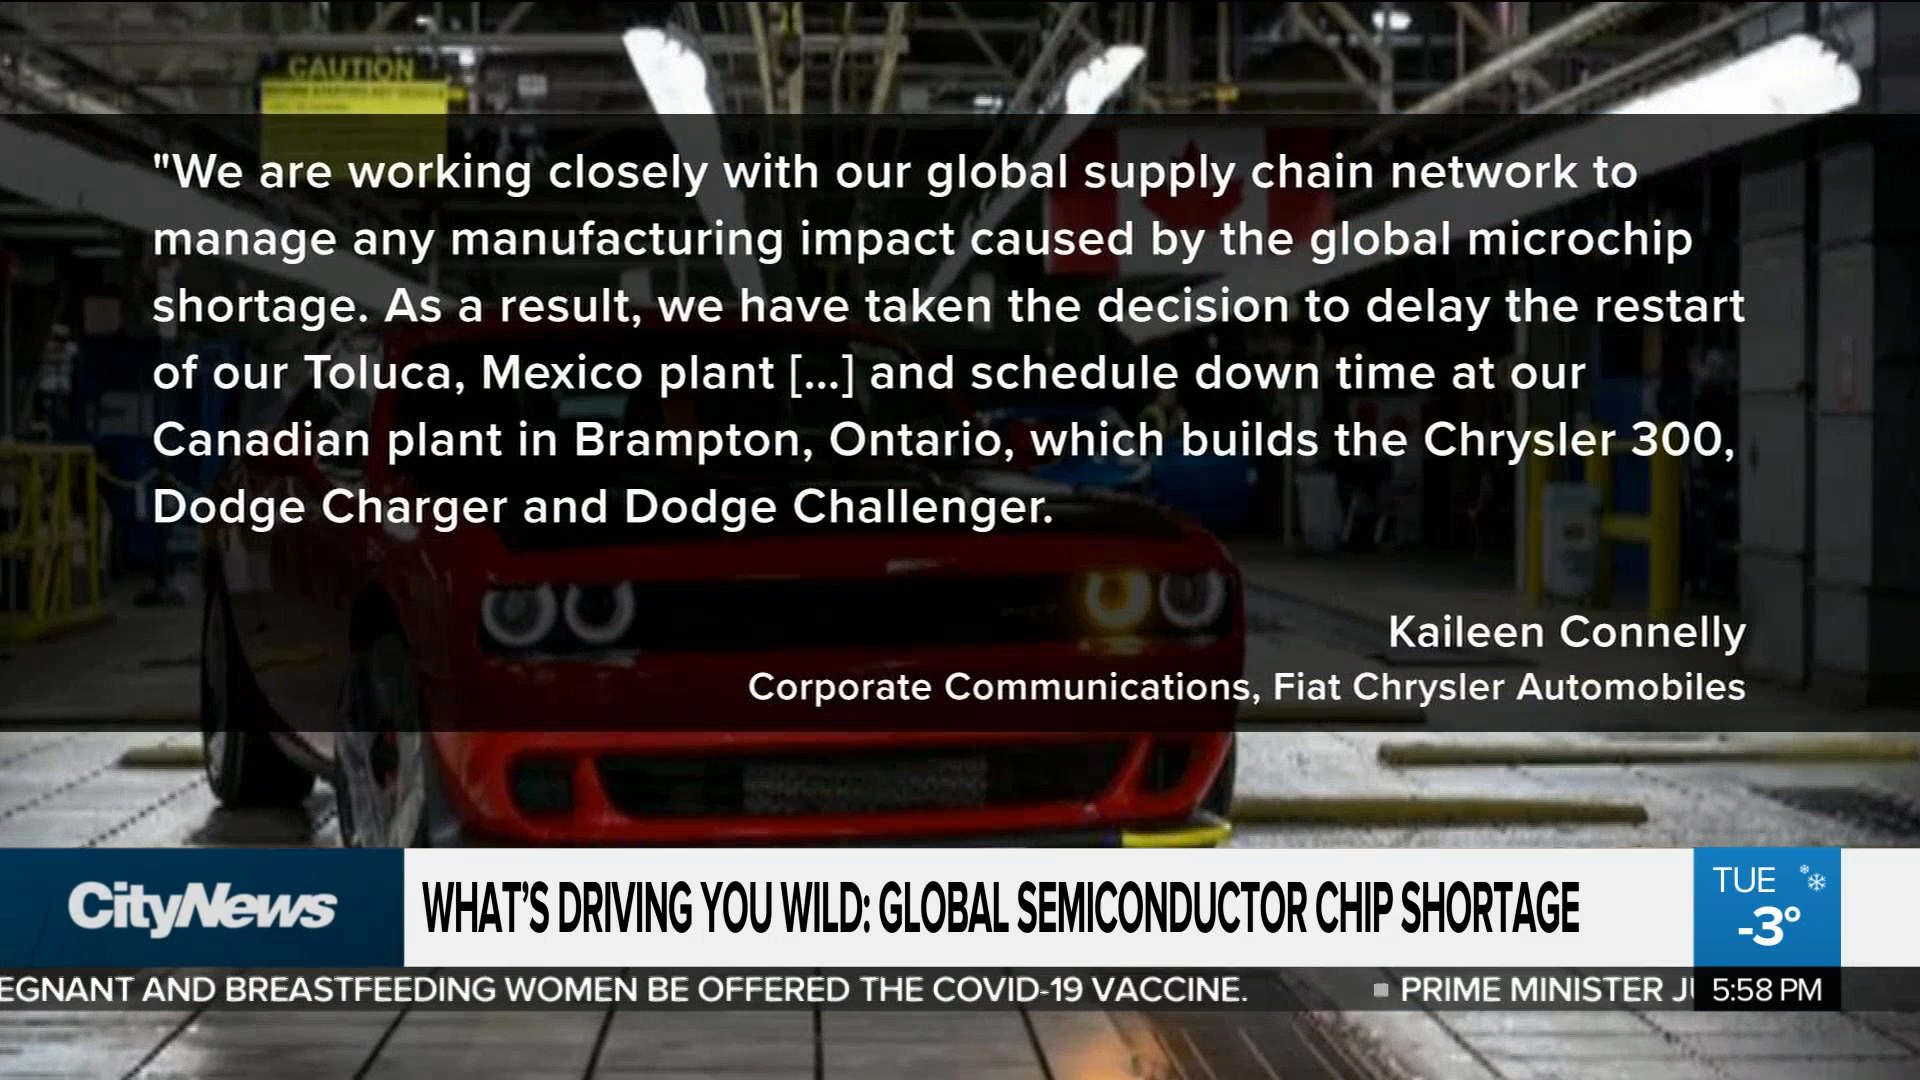 CAUTION
"We are working closely with our global supply chain network to
manage any manufacturing impact caused by the global microchip
shortage. As a result, we have taken the decision to delay the restart
of our Toluca, Mexico plant [...] and schedule down time at our
Canadian plant in Brampton, Ontario, which builds the Chrysler 300,
Dodge Charger and Dodge Challenger.
Kaileen Connelly
Corporate Communications, Fiat Chrysler Automobiles
CityNews
WHAT'S DRIVING YOU WILD: GLOBAL SEMICONDUCTOR CHIP SHORTAGE
TUE
-3°
EGNANT AND BREASTFEEDING WOMEN BE OFFERED THE COVID-19 VACCINE.
PRIME MINISTER JU
5:58 PM